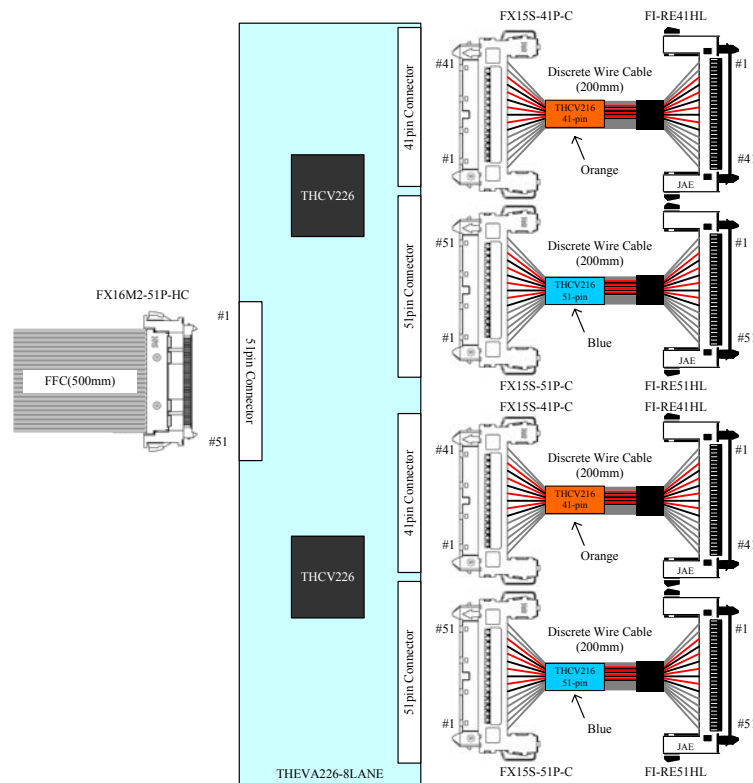 FX15S-41P-C
FI-RE41HL
#41
#1
41pin Connector
Discrete Wire Cable
(200mm)
THCV216
41-pin
Orange
#1
#41
JAE
THCV226
#51
#1
51pin Connector
Discrete Wire Cable
(200mm)
THCV216
51-pin
Blue
#1
#51
JAE
FX15S-51P-C
FI-RE51HL
FX16M2-51P-HC
#1
#51
FFC(500mm)
51pin Connector
FX15S-41P-C
FI-RE41HL
#41
#1
41pin Connector
Discrete Wire Cable
(200mm)
THCV216
41-pin
Orange
#1
#41
JAE
THCV226
#51
#1
51pin Connector
Discrete Wire Cable
(200mm)
THCV216
51-pin
Blue
#1
#51
JAE
THEVA226-8LANE
FX15S-51P-C
FI-RE51HL